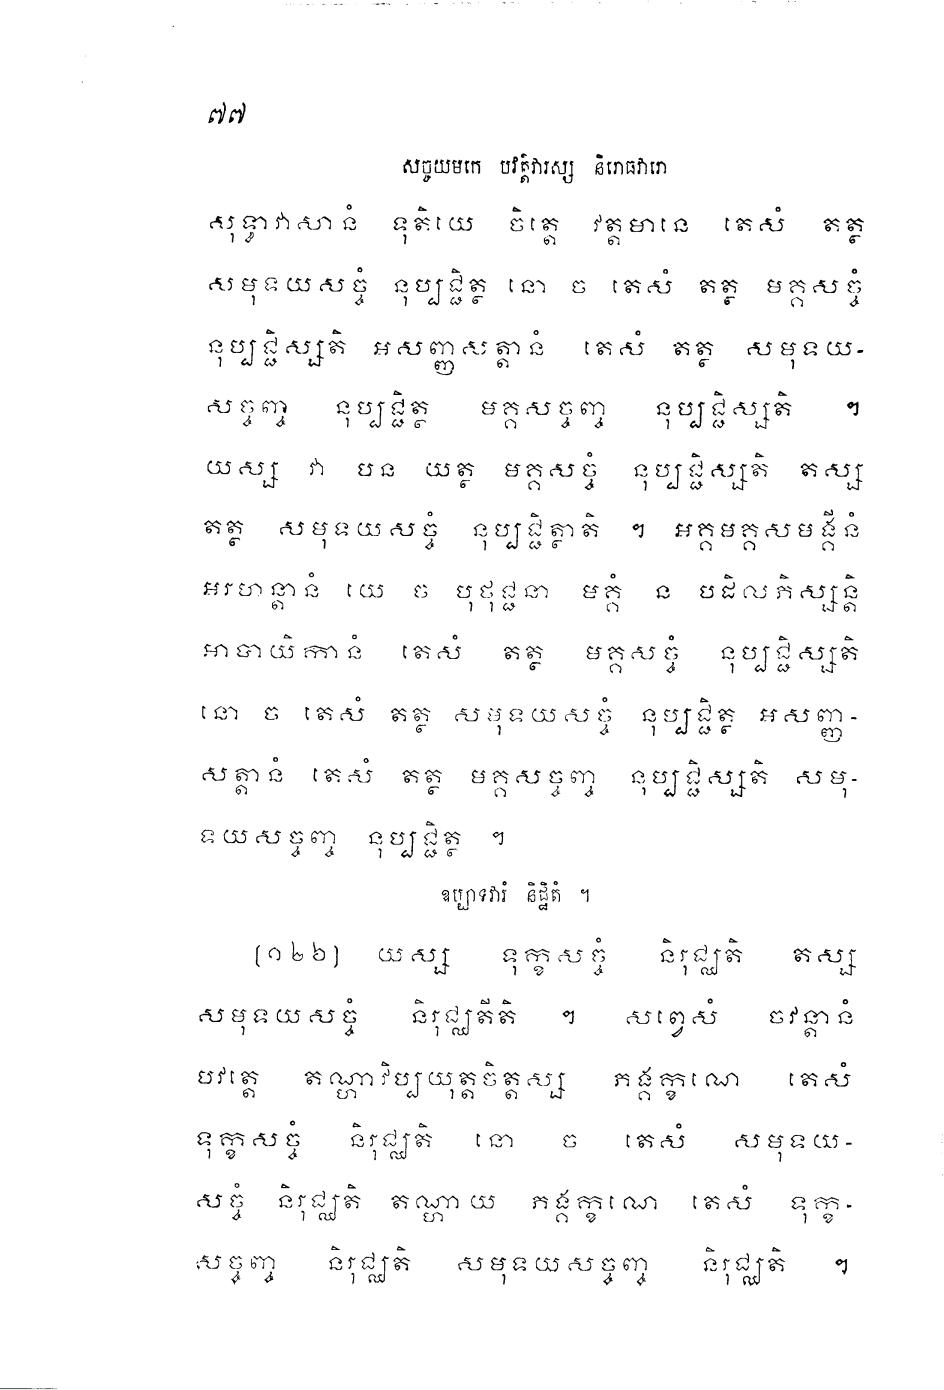 ៧៧
សច្ចយមកេ បវត្តិវារស្ស និរោធវារោ
សុទ្ធាវាសានំ ទុតិយេ ចិត្តេ វត្តមានេ តេសំ តត្ថ
សមុទយសច្ចំ នុប្បជ្ជិត្ថ នោ ច តេសំ តត្ថ មគ្គសច្ចំ
នុប្បជ្ជិស្សតិ អសញ្ញសត្តានំ តេសំ តត្ថ សមុទយ-
សច្ចញ្ច នុប្បជ្ជិត្ថ មគ្គសច្ចញ្ច នុប្បជ្ជិស្សតិ ។
យស្ស វា បន យត្ថ មគ្គសច្ចំ នុប្បជ្ជិស្សតិ តស្ស
តត្ថ សមុទយសច្ចំ នុប្បជ្ជិត្ថាតិ ។ អគ្គមគ្គសមង្គីនំ
អរហន្តានំ យេ ច បុថុជ្ជនា មគ្គំ ន បដិលភិស្សន្តិ
អាបាយិកានំ តេសំ តត្ថ មគ្គសច្ចំ នុប្បជ្ជិស្សតិ
នោ ច តេសំ តត្ថ សមុទយសច្ចំ នុប្បជ្ជិត្ថ អសញ្ញ-
សត្តានំ តេសំ តត្ថ មគ្គសច្ចញ្ច នុប្បជ្ជិស្សតិ សមុ-
ទយសច្ចញ្ច នុប្បជ្ជិត្ថ ។
ឧប្បាទវារំ និដ្ឋិតំ ។
[១២៦] យស្ស ទុក្ខសច្ចំ និរុជ្ឈតិ តស្ស
សមុទយសច្ចំ និរុជ្ឈតីតិ ។ សព្វេសំ ចវន្តានំ
បវត្តេ តណ្ហាវិប្បយុត្តចិត្តស្ស ភង្គក្ខណេ តេសំ
ទុក្ខសច្ចំ និរុជ្ឈតិ នោ ច តេសំ សមុទយ-
សច្ចំ និរុជ្ឈតិ តណ្ហាយ ភង្គក្ខណេ តេសំ ទុក្ខ-
សច្ចញ្ច និរុជ្ឈតិ សមុទយសច្ចញ្ច និរុជ្ឈតិ ។